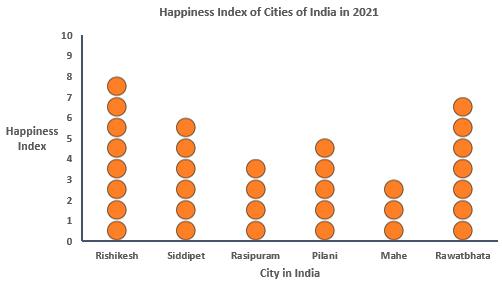 Happiness Index of Cities of India in 2021
10
9
8
7
6
5
4
3
2
1
0
Happiness
Index
Rishikesh Siddipet Rasipuram Pilani Mahe Rawatbhata
City in India